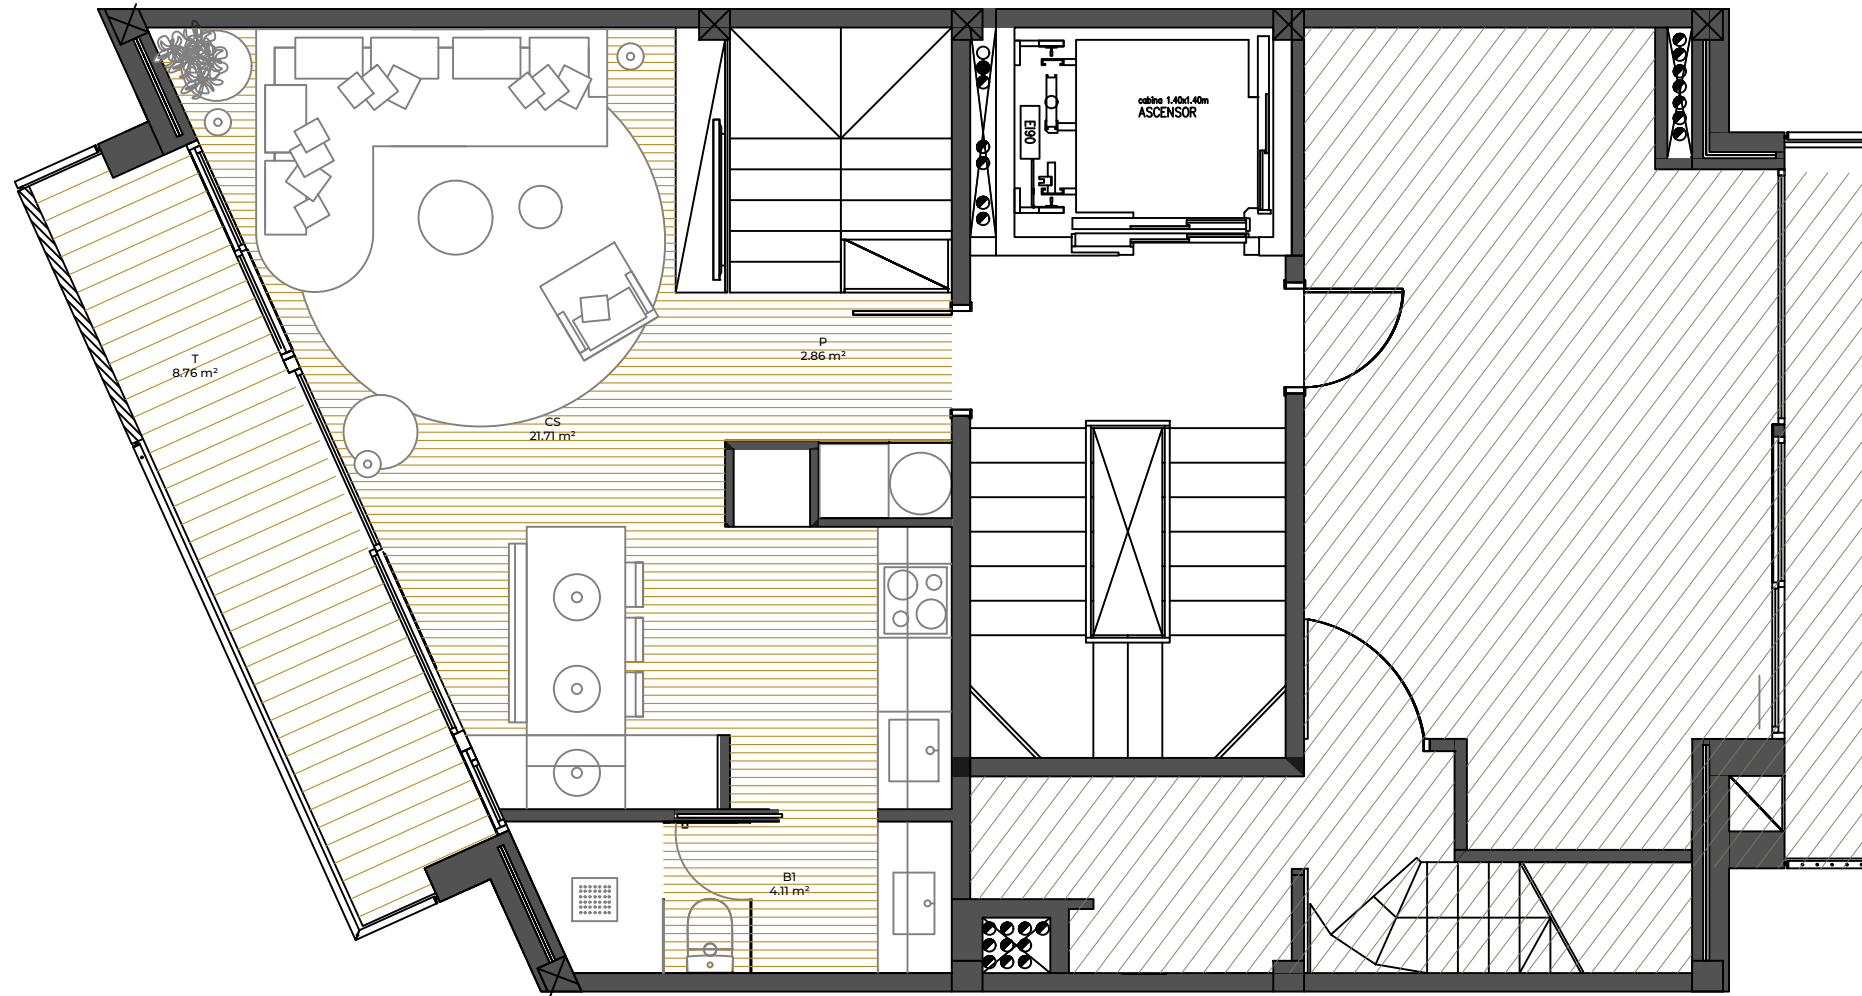 cabina 1.40x1.40m
ASCENSOR
EI90
P
2.86 m²
T
8.76 m²
CS
21.71 m²
B1
4.11 m²